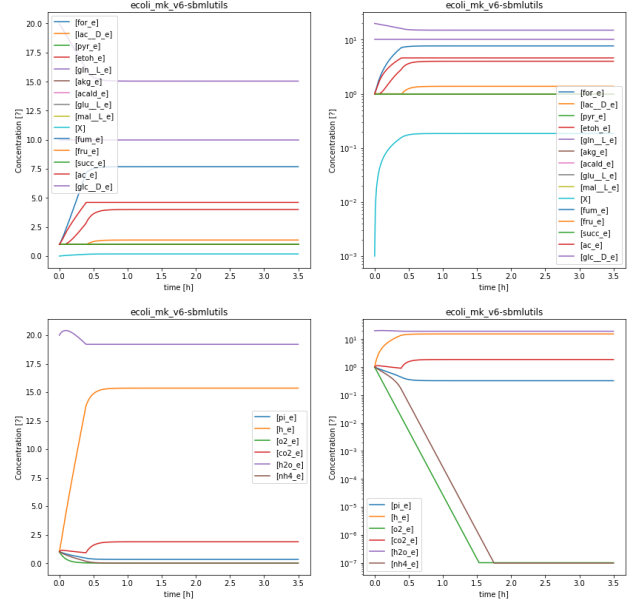 ecoli_mk_v6-sbmlutils
Concentration [?]
20.0
17.5
15.0
12.5
10.0
7.5
5.0
2.5
0.0
[for_e]
[lac__D_e]
[pyr_e]
[etoh_e]
[gln__L_e]
[akg_e]
[acald_e]
[glu__L_e]
[mal__L_e]
[X]
[fum_e]
[fru_e]
[succ_e]
[ac_e]
[glc__D_e]
0.0 0.5 1.0 1.5 2.0 2.5 3.0 3.5
time [h]
ecoli_mk_v6-sbmlutils
Concentration [?]
10^1
10^0
10^-1
10^-2
10^-3
[for_e]
[lac__D_e]
[pyr_e]
[etoh_e]
[gln__L_e]
[akg_e]
[acald_e]
[glu__L_e]
[mal__L_e]
[X]
[fum_e]
[fru_e]
[succ_e]
[ac_e]
[glc__D_e]
0.0 0.5 1.0 1.5 2.0 2.5 3.0 3.5
time [h]
ecoli_mk_v6-sbmlutils
Concentration [?]
20.0
17.5
15.0
12.5
10.0
7.5
5.0
2.5
0.0
[pi_e]
[h_e]
[o2_e]
[co2_e]
[h2o_e]
[nh4_e]
0.0 0.5 1.0 1.5 2.0 2.5 3.0 3.5
time [h]
ecoli_mk_v6-sbmlutils
Concentration [?]
10^1
10^0
10^-1
10^-2
10^-3
10^-4
10^-5
10^-6
10^-7
[pi_e]
[h_e]
[o2_e]
[co2_e]
[h2o_e]
[nh4_e]
0.0 0.5 1.0 1.5 2.0 2.5 3.0 3.5
time [h]